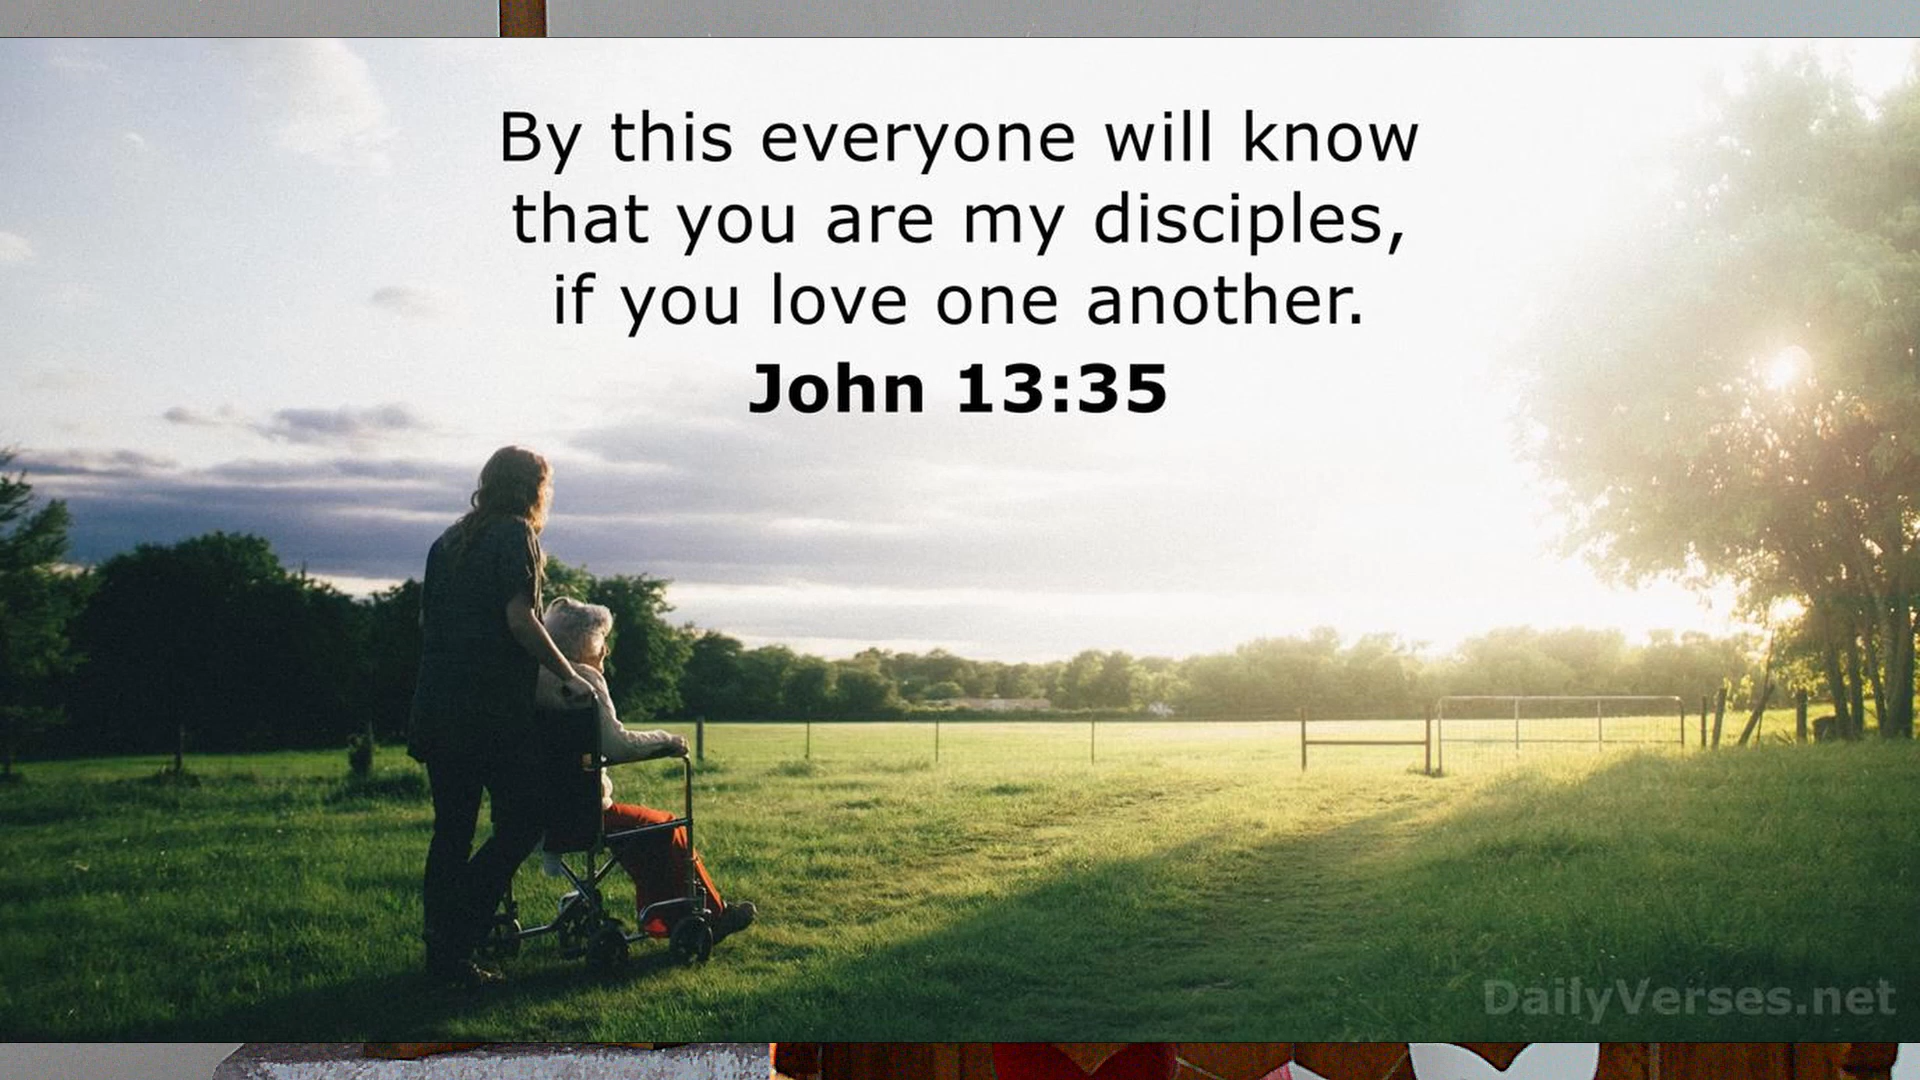 By this everyone will know
that you are my disciples,
if you love one another.
John 13:35
DailyVerses.net